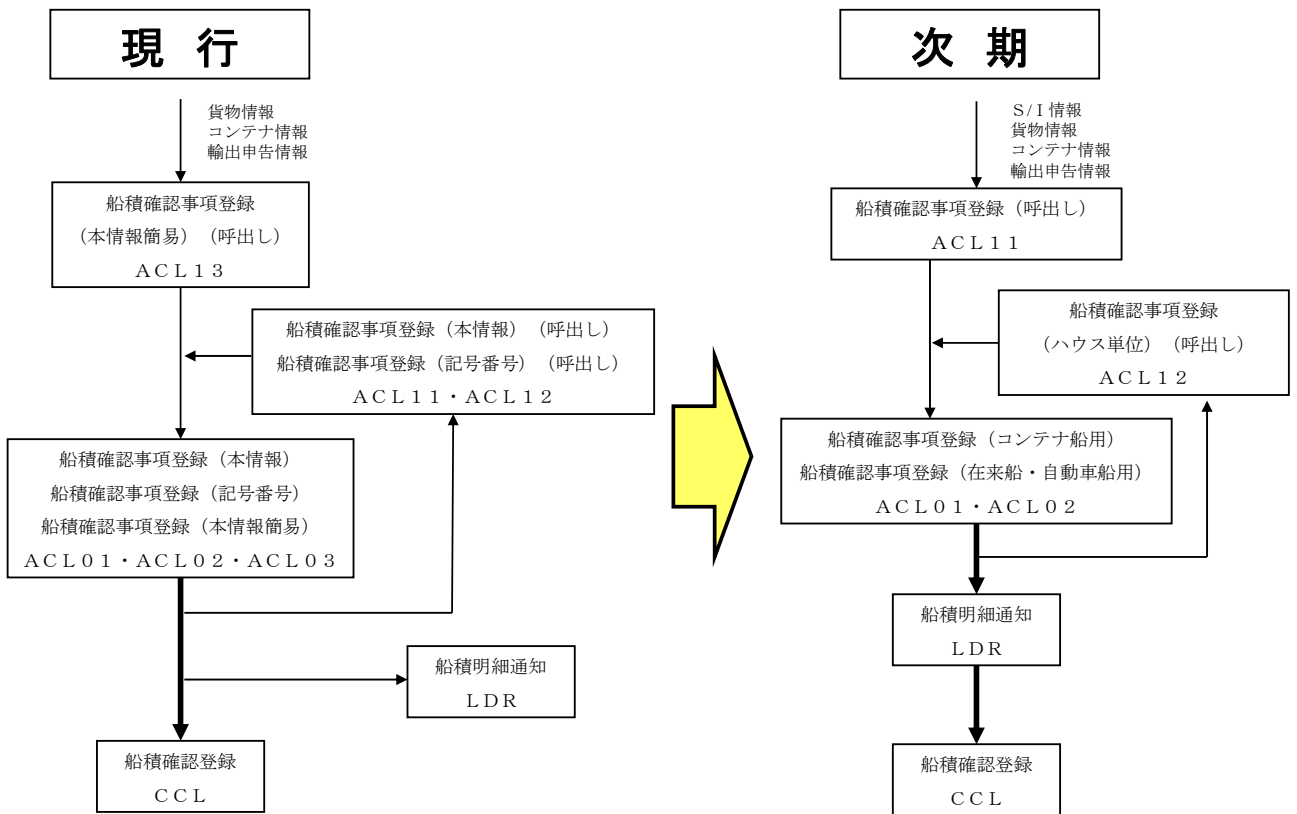 現 行
貨物情報
コンテナ情報
輸出申告情報
船積確認事項登録
（本情報簡易）（呼出し）
ＡＣＬ１３
船積確認事項登録（本情報）（呼出し）
船積確認事項登録（記号番号）（呼出し）
ＡＣＬ１１・ＡＣＬ１２
船積確認事項登録（本情報）
船積確認事項登録（記号番号）
船積確認事項登録（本情報簡易）
ＡＣＬ０１・ＡＣＬ０２・ＡＣＬ０３
船積明細通知
ＬＤＲ
船積確認登録
ＣＣＬ
次 期
Ｓ/Ｉ情報
貨物情報
コンテナ情報
輸出申告情報
船積確認事項登録（呼出し）
ＡＣＬ１１
船積確認事項登録
（ハウス単位）（呼出し）
ＡＣＬ１２
船積確認事項登録（コンテナ船用）
船積確認事項登録（在来船・自動車船用）
ＡＣＬ０１・ＡＣＬ０２
船積明細通知
ＬＤＲ
船積確認登録
ＣＣＬ